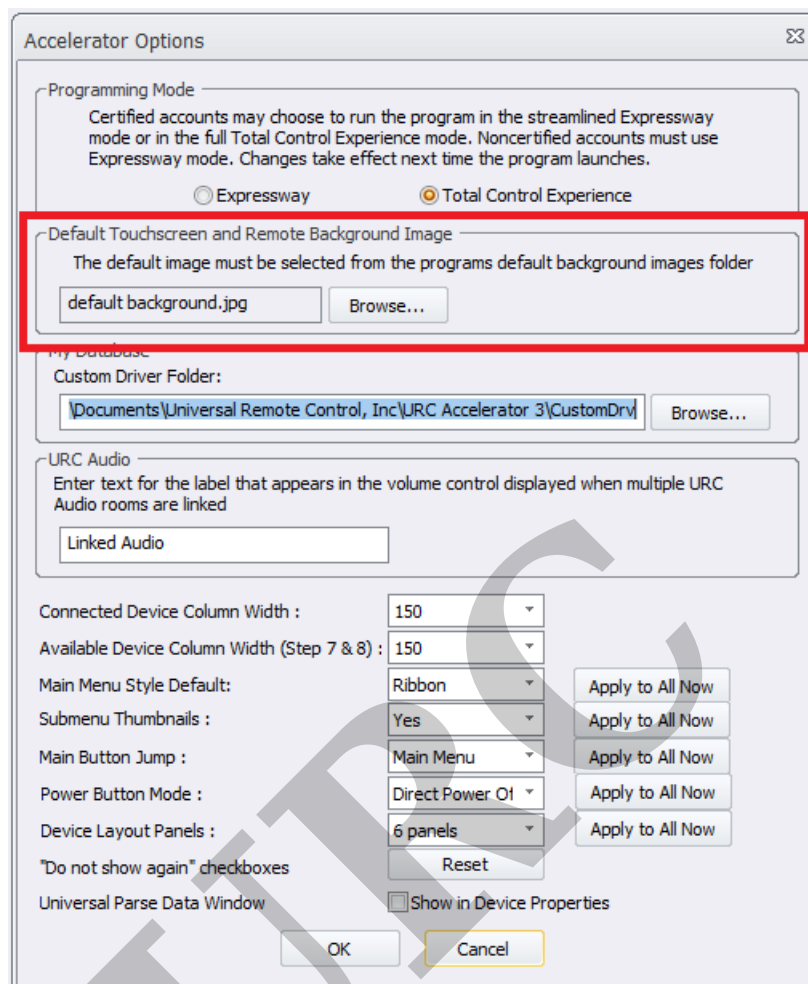 Accelerator Options
Programming Mode
Certified accounts may choose to run the program in the streamlined Expressway
mode or in the full Total Control Experience mode. Noncertified accounts must use
Expressway mode. Changes take effect next time the program launches.
Expressway Total Control Experience
Default Touchscreen and Remote Background Image
The default image must be selected from the programs default background images folder
default background.jpg Browse...
My Database
Custom Driver Folder:
\Documents\Universal Remote Control, Inc\URC Accelerator 3\CustomDrv Browse...
URC Audio
Enter text for the label that appears in the volume control displayed when multiple URC
Audio rooms are linked
Linked Audio
Connected Device Column Width : 150
Available Device Column Width (Step 7 & 8) : 150
Main Menu Style Default: Ribbon Apply to All Now
Submenu Thumbnails : Yes Apply to All Now
Main Button Jump : Main Menu Apply to All Now
Power Button Mode : Direct Power Of Apply to All Now
Device Layout Panels : 6 panels Apply to All Now
"Do not show again" checkboxes Reset
Universal Parse Data Window Show in Device Properties
OK Cancel
URC